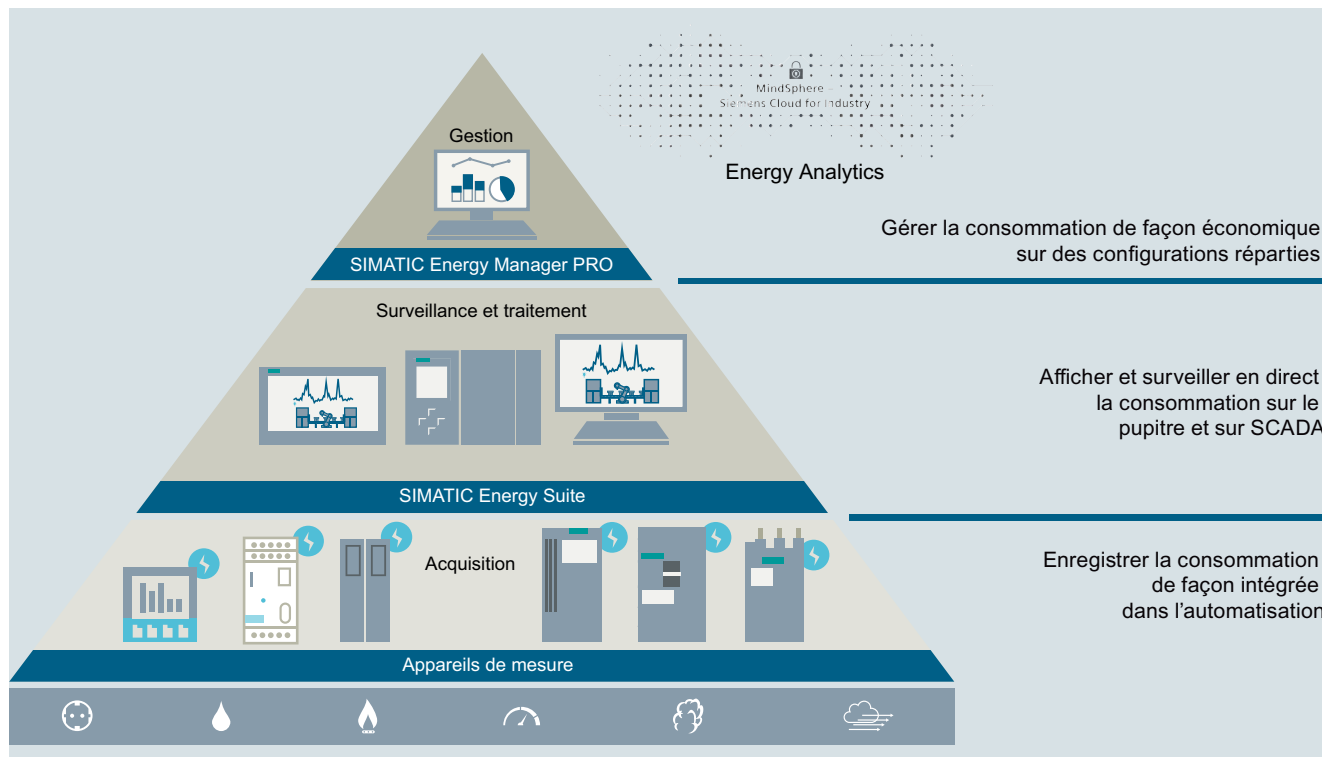 MindSphere –
Siemens Cloud for Industry
Energy Analytics
Gestion
SIMATIC Energy Manager PRO
Gérer la consommation de façon économique
sur des configurations réparties
Surveillance et traitement
Afficher et surveiller en direct
la consommation sur le
pupitre et sur SCADA
SIMATIC Energy Suite
Acquisition
Enregistrer la consommation
de façon intégrée
dans l'automatisation
Appareils de mesure